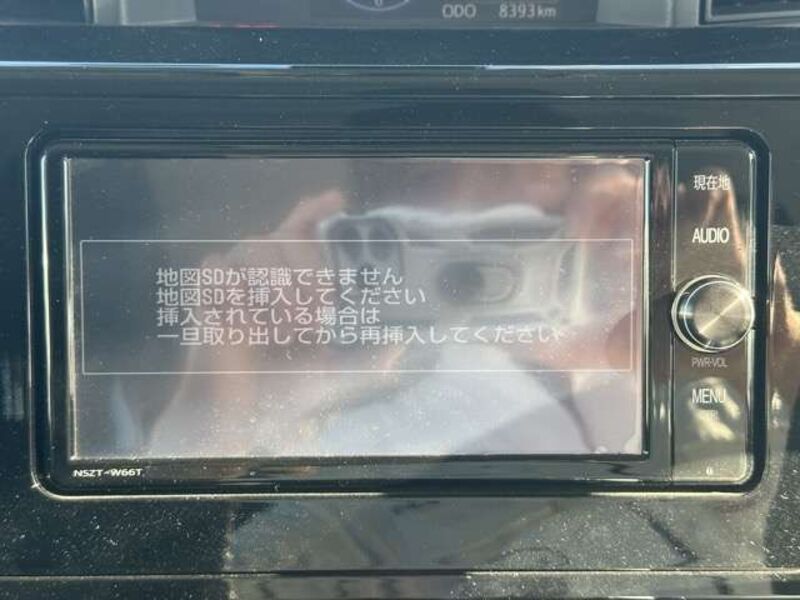 ODO 8393km
地図SDが認識できません
地図SDを挿入してください
挿入されている場合は
一旦取り出してから再挿入してください
現在地
AUDIO
PWR·VOL
MENU
NSZT-W66T